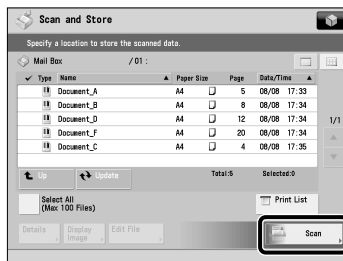 Scan and Store
Specify a location to store the scanned data.
Mail Box / 01 :
Type Name Paper Size Page Date/Time
Document_A A4 5 08/08 17:33
Document_B A4 8 08/08 17:34
Document_D A4 12 08/08 17:34
Document_F A4 20 08/08 17:34
Document_C A4 4 08/08 17:35
1/1
Up Update Total:5 Selected:0
Select All
(Max 100 Files)
Print List
Details Display
Image Edit File
Scan